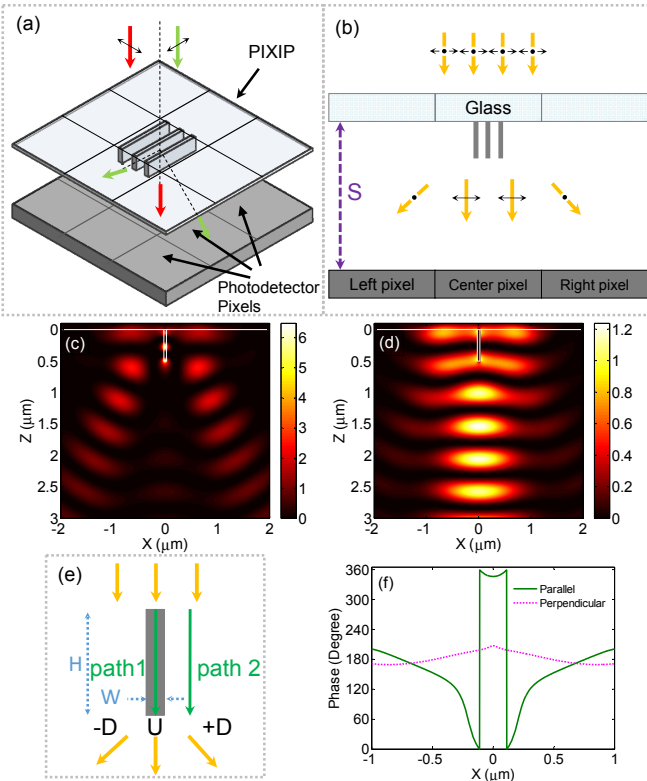 (a)
PIXIP
Photodetector
Pixels
(b)
Glass
S
Left pixel
Center pixel
Right pixel
(c)
0
0.5
1
1.5
2
2.5
3
Z (μm)
-2
-1
0
1
2
X (μm)
6
5
4
3
2
1
0
(d)
0
0.5
1
1.5
2
2.5
3
Z (μm)
-2
-1
0
1
2
X (μm)
1.2
1
0.8
0.6
0.4
0.2
0
(e)
H
path1
path 2
W
-D
U
+D
(f)
360
300
240
180
120
60
0
Phase (Degree)
Parallel
Perpendicular
-1
-0.5
0
0.5
1
X (μm)